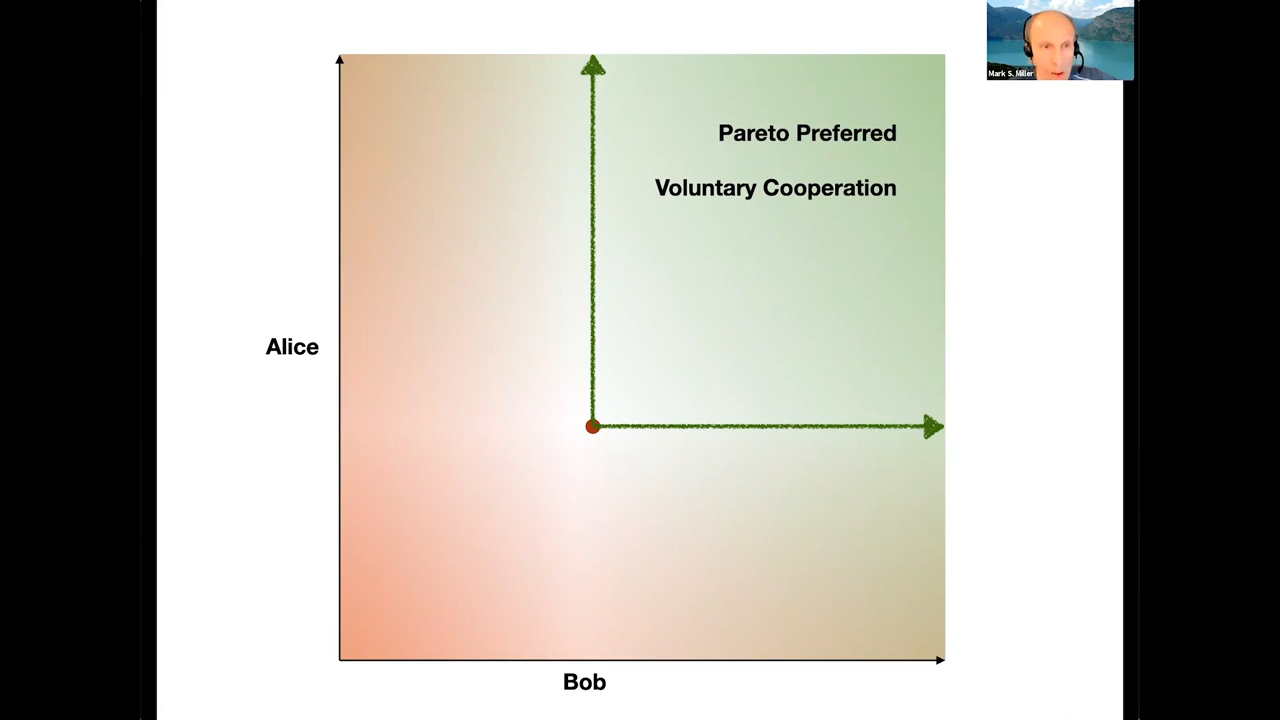 Mark S. Miller
Pareto Preferred
Voluntary Cooperation
Alice
Bob